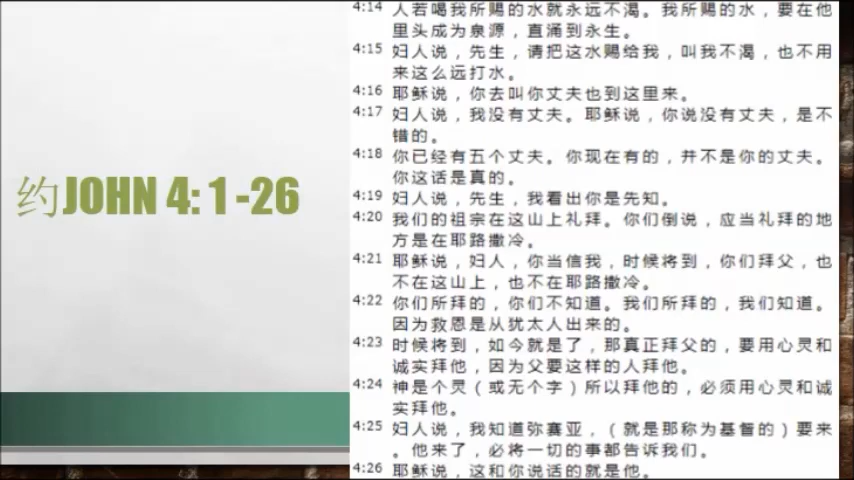 约JOHN 4: 1 -26
4:14 人若喝我所赐的水就永远不渴。我所赐的水，要在他
里头成为泉源，直涌到永生。
4:15 妇人说，先生，请把这水赐给我，叫我不渴，也不用
来这么远打水。
4:16 耶稣说，你去叫你丈夫也到这里来。
4:17 妇人说，我没有丈夫。耶稣说，你说没有丈夫，是不
错的。
4:18 你已经有五个丈夫。你现在有的，并不是你的丈夫。
你这话是真的。
4:19 妇人说，先生，我看出你是先知。
4:20 我们的祖宗在这山上礼拜。你们倒说，应当礼拜的地
方是在耶路撒冷。
4:21 耶稣说，妇人，你当信我，时候将到，你们拜父，也
不在这山上，也不在耶路撒冷。
4:22 你们所拜的，你们不知道。我们所拜的，我们知道。
因为救恩是从犹太人出来的。
4:23 时候将到，如今就是了，那真正拜父的，要用心灵和
诚实拜他，因为父要这样的人拜他。
4:24 神是个灵（或无个字）所以拜他的，必须用心灵和诚
实拜他。
4:25 妇人说，我知道弥赛亚，（就是那称为基督的）要来
。他来了，必将一切的事都告诉我们。
4:26 耶稣说，这和你说话的就是他。